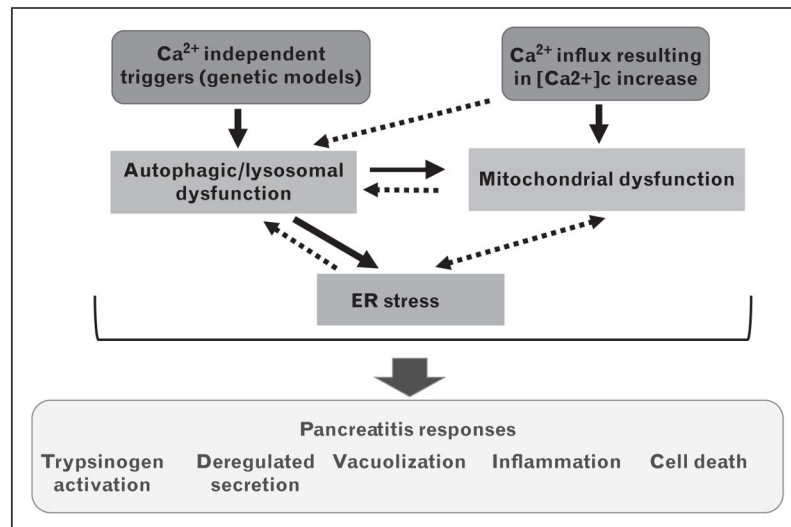 Ca²⁺ independent
triggers (genetic models)
Ca²⁺ influx resulting
in [Ca2+]c increase
Autophagic/lysosomal
dysfunction
Mitochondrial dysfunction
ER stress
Pancreatitis responses
Trypsinogen
activation
Deregulated
secretion
Vacuolization
Inflammation
Cell death